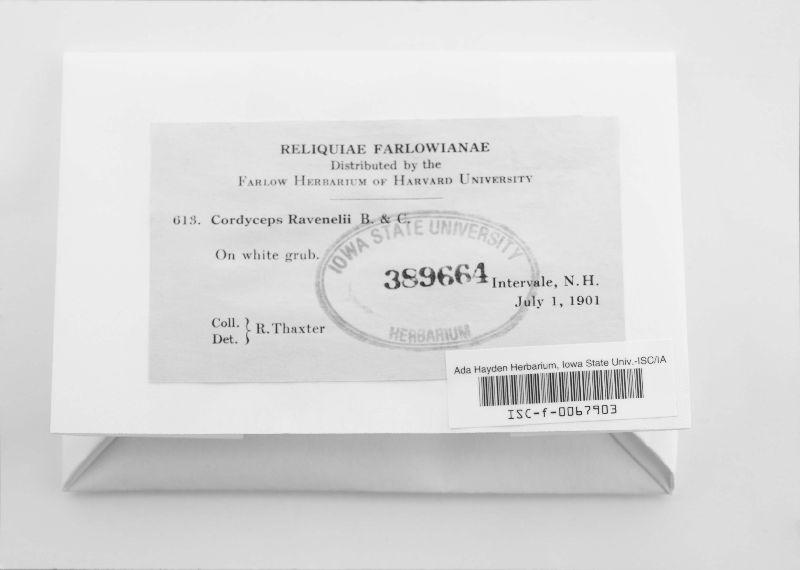 RELIQUIAE FARLOWIANAE
Distributed by the
FARLOW HERBARIUM OF HARVARD UNIVERSITY
613. Cordyceps Ravenelii B. & C.
On white grub.
IOWA STATE UNIVERSITY
389664
HERBARIUM
Intervale, N.H.
July 1, 1901
Coll. } R. Thaxter
Det.
Ada Hayden Herbarium, Iowa State Univ.-ISC/IA
ISC-f-0067903